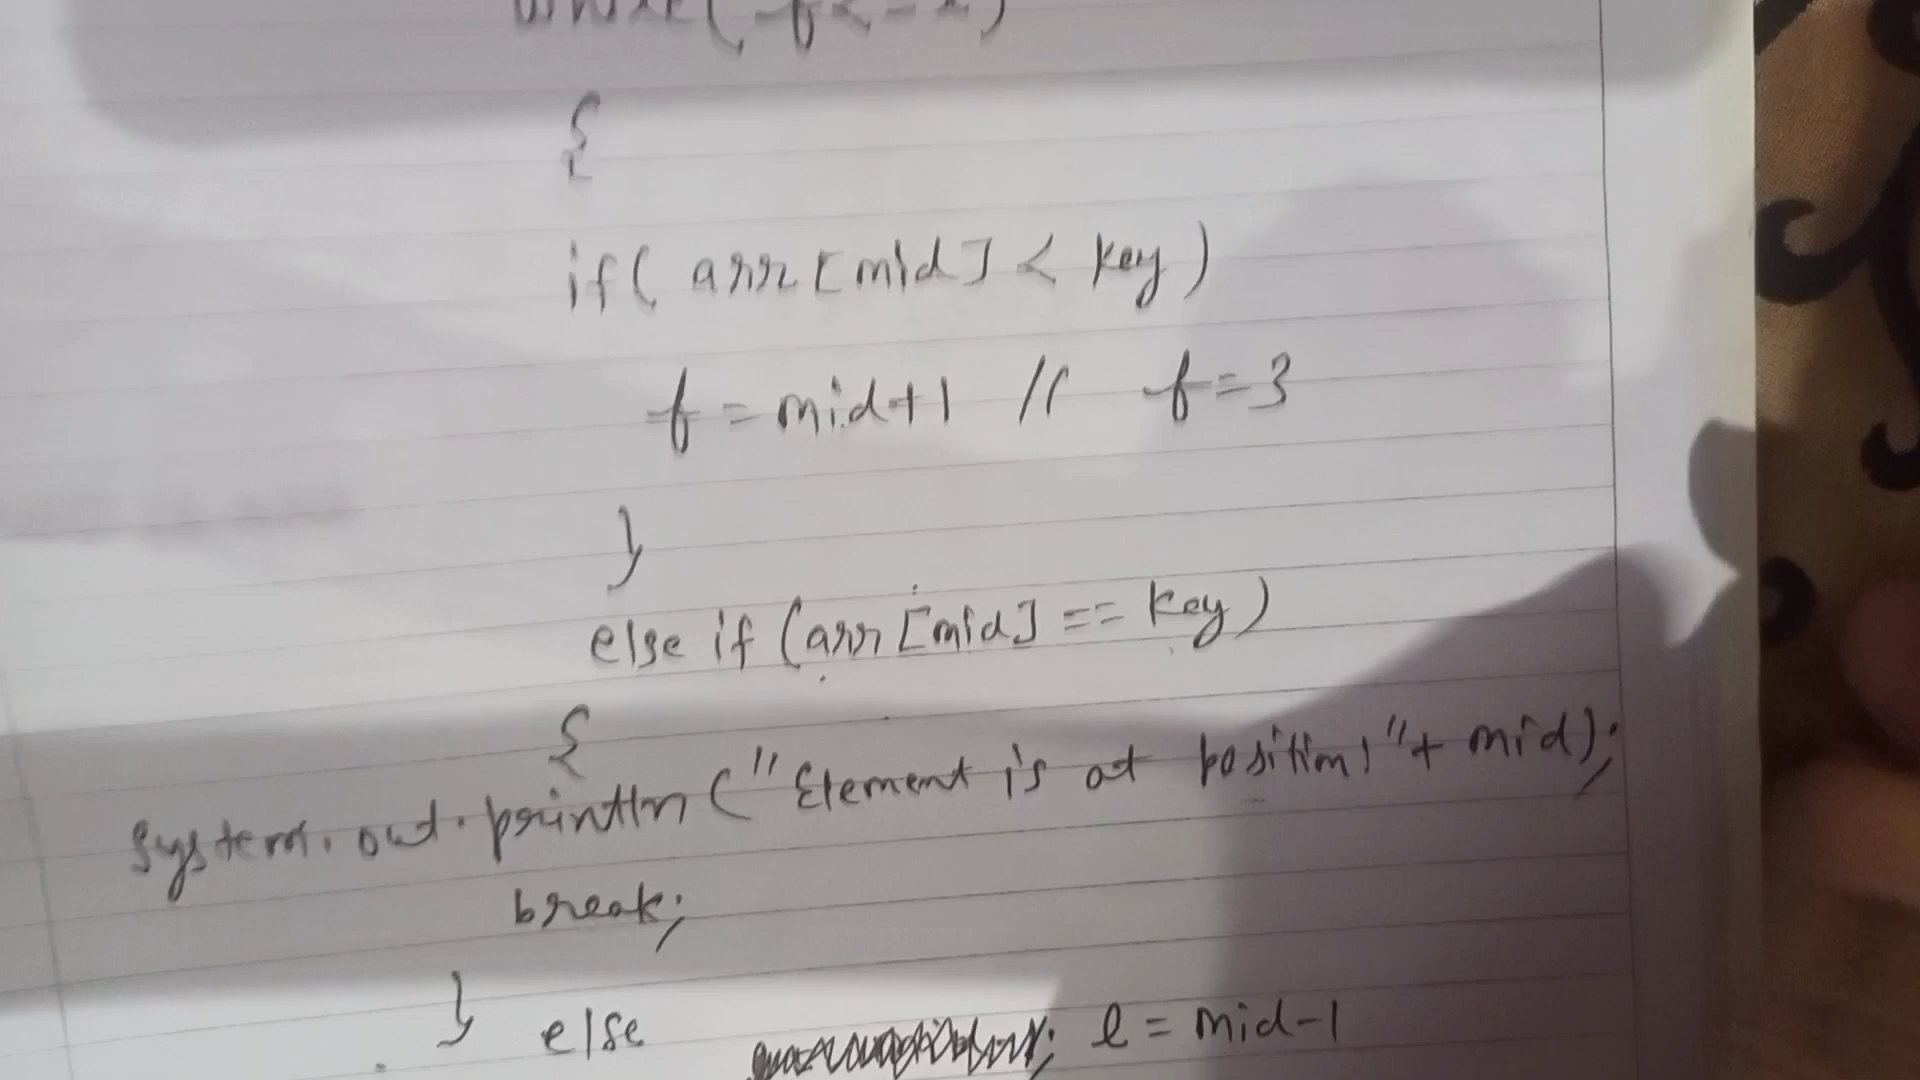 while(f<=l)
{
if( arr[mid] < key)
f = mid+1 // f=3
}
else if (arr[mid] == key)
{
System.out.println("Element is at position!"+ mid);
break;
} else l = mid-1